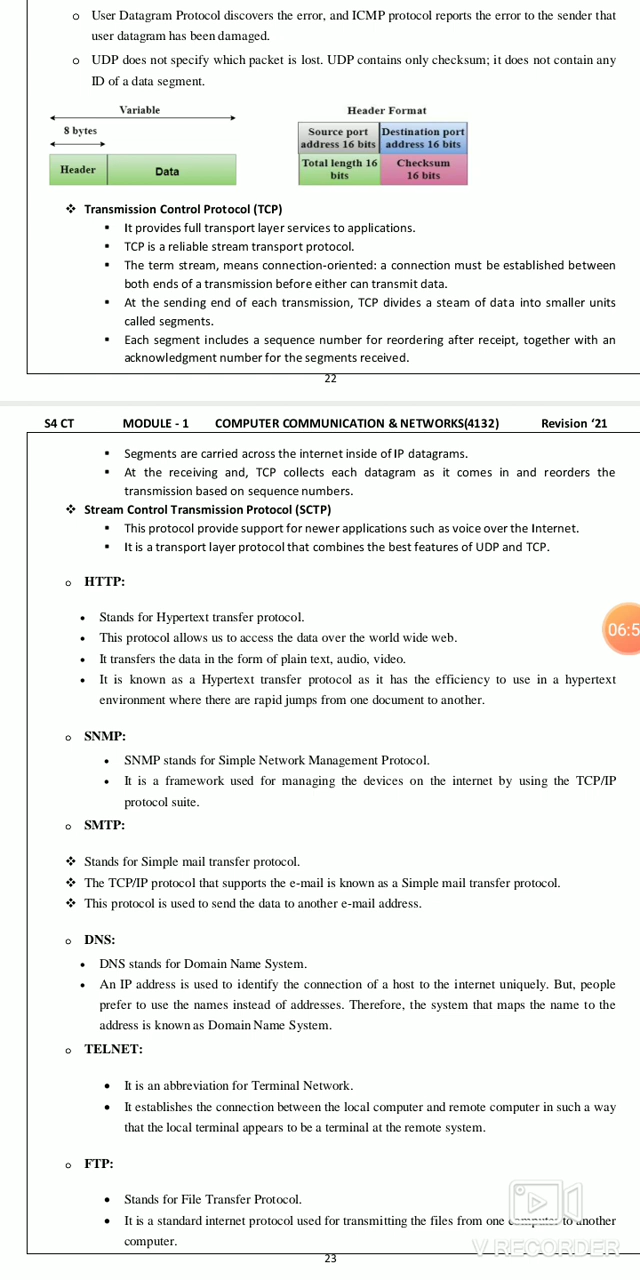 o User Datagram Protocol discovers the error, and ICMP protocol reports the error to the sender that
user datagram has been damaged.
o UDP does not specify which packet is lost. UDP contains only checksum; it does not contain any
ID of a data segment.
Variable
8 bytes
Header
Data
Header Format
Source port address 16 bits
Destination port address 16 bits
Total length 16 bits
Checksum 16 bits
❖ Transmission Control Protocol (TCP)
▪ It provides full transport layer services to applications.
▪ TCP is a reliable stream transport protocol.
▪ The term stream, means connection-oriented: a connection must be established between
both ends of a transmission before either can transmit data.
▪ At the sending end of each transmission, TCP divides a steam of data into smaller units
called segments.
▪ Each segment includes a sequence number for reordering after receipt, together with an
acknowledgment number for the segments received.
22
S4 CT MODULE - 1 COMPUTER COMMUNICATION & NETWORKS(4132) Revision ‘21
▪ Segments are carried across the internet inside of IP datagrams.
▪ At the receiving and, TCP collects each datagram as it comes in and reorders the
transmission based on sequence numbers.
❖ Stream Control Transmission Protocol (SCTP)
▪ This protocol provide support for newer applications such as voice over the Internet.
▪ It is a transport layer protocol that combines the best features of UDP and TCP.
o HTTP:
• Stands for Hypertext transfer protocol.
• This protocol allows us to access the data over the world wide web.
06:5
• It transfers the data in the form of plain text, audio, video.
• It is known as a Hypertext transfer protocol as it has the efficiency to use in a hypertext
environment where there are rapid jumps from one document to another.
o SNMP:
• SNMP stands for Simple Network Management Protocol.
• It is a framework used for managing the devices on the internet by using the TCP/IP
protocol suite.
o SMTP:
❖ Stands for Simple mail transfer protocol.
❖ The TCP/IP protocol that supports the e-mail is known as a Simple mail transfer protocol.
❖ This protocol is used to send the data to another e-mail address.
o DNS:
• DNS stands for Domain Name System.
• An IP address is used to identify the connection of a host to the internet uniquely. But, people
prefer to use the names instead of addresses. Therefore, the system that maps the name to the
address is known as Domain Name System.
o TELNET:
• It is an abbreviation for Terminal Network.
• It establishes the connection between the local computer and remote computer in such a way
that the local terminal appears to be a terminal at the remote system.
o FTP:
• Stands for File Transfer Protocol.
• It is a standard internet protocol used for transmitting the files from one computer to another
computer.
V RECORDER
23